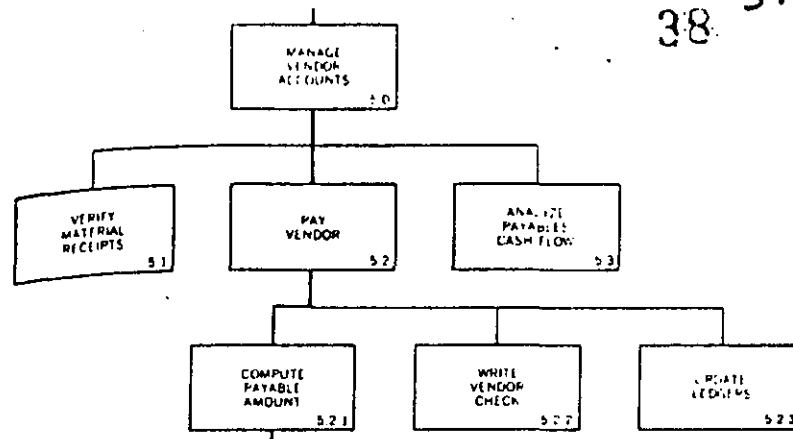 38
MANAGE
VENDOR
ACCOUNTS
5.0
VERIFY
MATERIAL
RECEIPTS
5.1
PAY
VENDOR
5.2
ANALYZE
PAYABLES
CASH FLOW
5.3
COMPUTE
PAYABLE
AMOUNT
5.2.1
WRITE
VENDOR
CHECK
5.2.2
UPDATE
LEDGERS
5.2.3